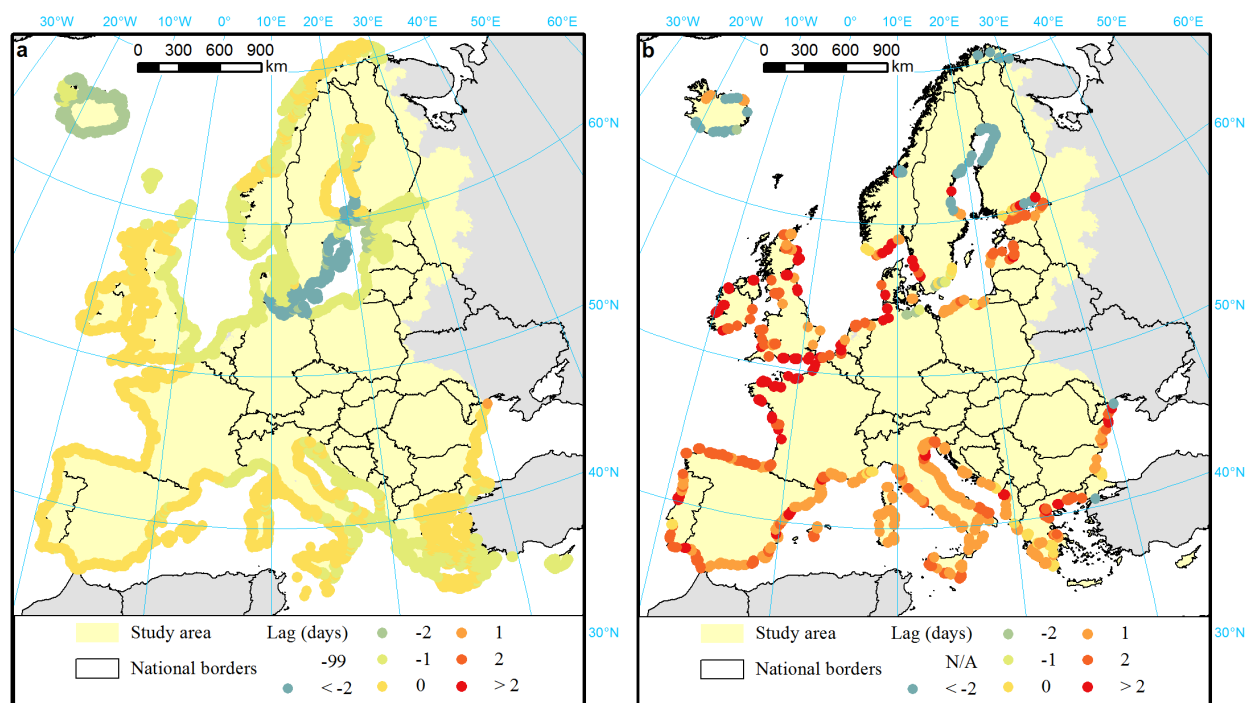 30°W 20°W 10°W 0° 10°E 20°E 30°E 40°E 50°E 60°E
a
0 300 600 900
km
60°N
50°N
40°N
30°N
Study area
National borders
Lag (days)
-99
< -2
-2
-1
0
1
2
> 2
30°W 20°W 10°W 0° 10°E 20°E 30°E 40°E 50°E 60°E
b
0 300 600 900
km
60°N
50°N
40°N
30°N
Study area
National borders
Lag (days)
N/A
< -2
-2
-1
0
1
2
> 2